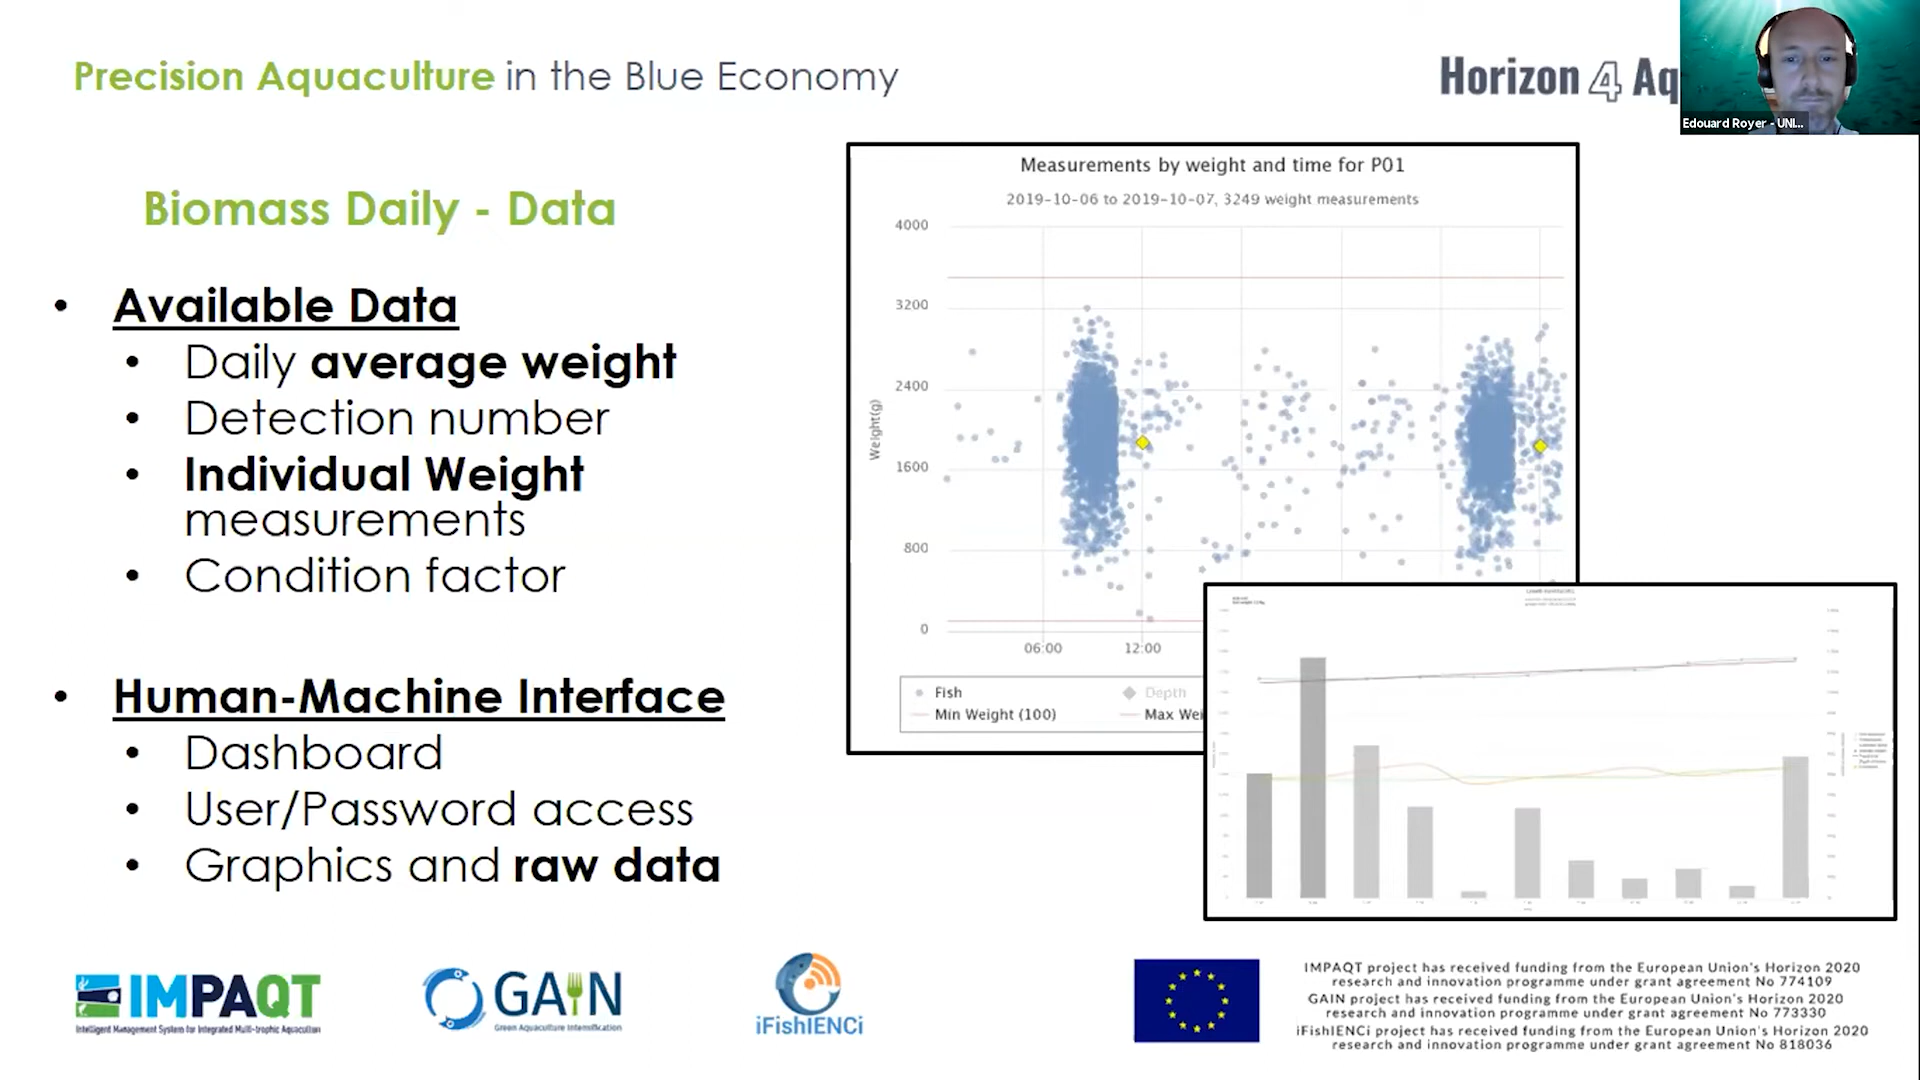 Precision Aquaculture in the Blue Economy
Horizon 4 Aq
Edouard Royer - UNI...
Biomass Daily - Data
• Available Data
• Daily average weight
• Detection number
• Individual Weight
measurements
• Condition factor
• Human-Machine Interface
• Dashboard
• User/Password access
• Graphics and raw data
Measurements by weight and time for P01
2019-10-06 to 2019-10-07, 3249 weight measurements
4000
3200
2400
1600
800
0
Weight(g)
06:00 12:00
Fish Depth
Min Weight (100) Max Wei
IMPAQT
Intelligent Management System for Integrated Multi-trophic Aquaculture
GAIN
Green Aquaculture Intensification
iFishIENCi
IMPAQT project has received funding from the European Union's Horizon 2020
research and innovation programme under grant agreement No 774109
GAIN project has received funding from the European Union's Horizon 2020
research and innovation programme under grant agreement No 773330
iFishIENCi project has received funding from the European Union's Horizon 2020
research and innovation programme under grant agreement No 818036